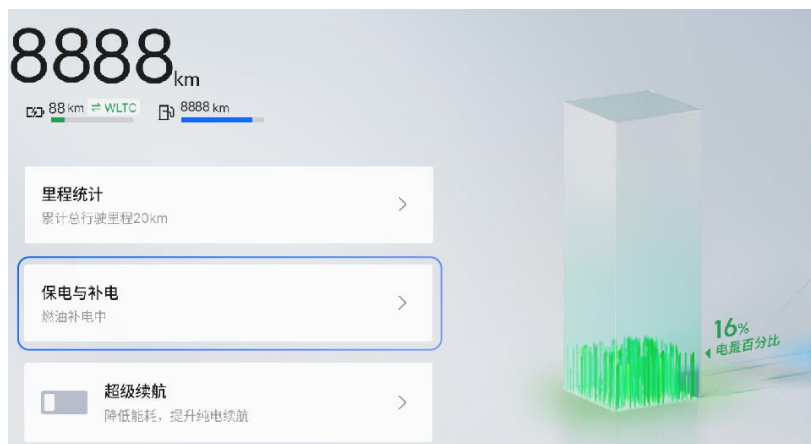 8888km
88 km ⇌ WLTC 8888 km
里程统计
累计总行驶里程20km
保电与补电
燃油补电中
超级续航
降低能耗，提升纯电续航
16%
电量百分比